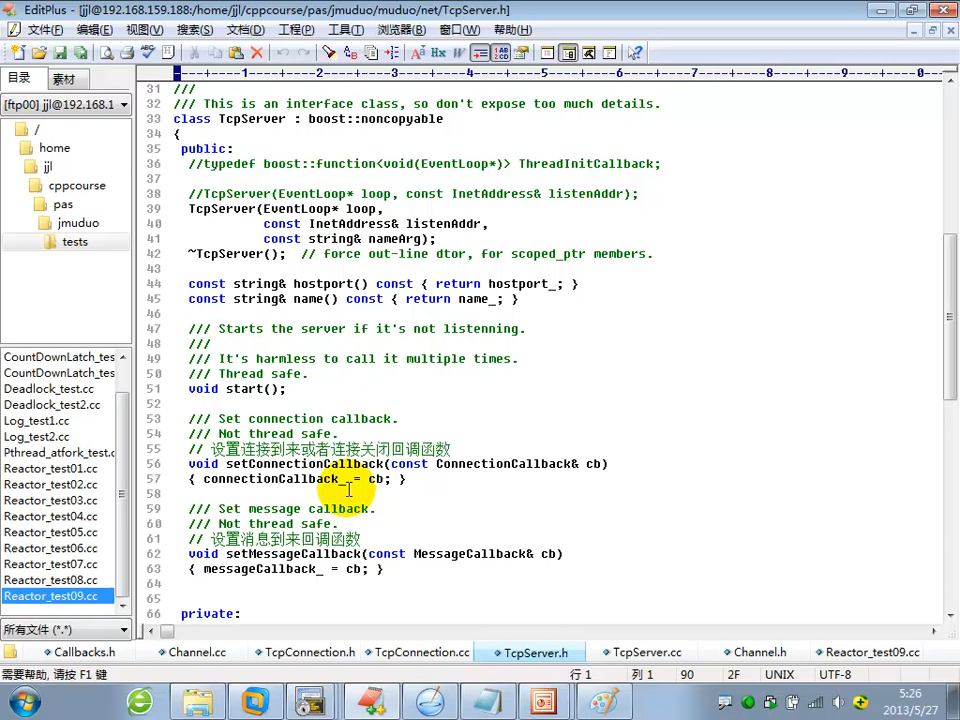 EditPlus - [jjl@192.168.159.188:/home/jjl/cppcourse/pas/jmuduo/muduo/net/TcpServer.h]
文件(F) 编辑(E) 视图(V) 搜索(S) 文档(D) 工程(P) 工具(T) 浏览器(B) 窗口(W) 帮助(H)
目录 素材
[ftp00] jjl@192.168.1
/
home
jjl
cppcourse
pas
jmuduo
tests
CountDownLatch_tes
CountDownLatch_tes
Deadlock_test.cc
Deadlock_test2.cc
Log_test1.cc
Log_test2.cc
Pthread_atfork_test.c
Reactor_test01.cc
Reactor_test02.cc
Reactor_test03.cc
Reactor_test04.cc
Reactor_test05.cc
Reactor_test06.cc
Reactor_test07.cc
Reactor_test08.cc
Reactor_test09.cc
所有文件 (*.*)
----+----1----+----2----+----3----+----4----+----5----+----6----+----7----+----8----+----9----+----0--
31 ///
32 /// This is an interface class, so don't expose too much details.
33 class TcpServer : boost::noncopyable
34 {
35 public:
36 //typedef boost::function<void(EventLoop*)> ThreadInitCallback;
37
38 //TcpServer(EventLoop* loop, const InetAddress& listenAddr);
39 TcpServer(EventLoop* loop,
40 const InetAddress& listenAddr,
41 const string& nameArg);
42 ~TcpServer(); // force out-line dtor, for scoped_ptr members.
43
44 const string& hostport() const { return hostport_; }
45 const string& name() const { return name_; }
46
47 /// Starts the server if it's not listenning.
48 ///
49 /// It's harmless to call it multiple times.
50 /// Thread safe.
51 void start();
52
53 /// Set connection callback.
54 /// Not thread safe.
55 // 设置连接到来或者连接关闭回调函数
56 void setConnectionCallback(const ConnectionCallback& cb)
57 { connectionCallback_ = cb; }
58
59 /// Set message callback.
60 /// Not thread safe.
61 // 设置消息到来回调函数
62 void setMessageCallback(const MessageCallback& cb)
63 { messageCallback_ = cb; }
64
65
66 private:
Callbacks.h Channel.cc TcpConnection.h TcpConnection.cc TcpServer.h TcpServer.cc Channel.h Reactor_test09.cc
需要帮助, 请按 F1 键 行 1 列 1 90 2F UNIX UTF-8
5:26
2013/5/27